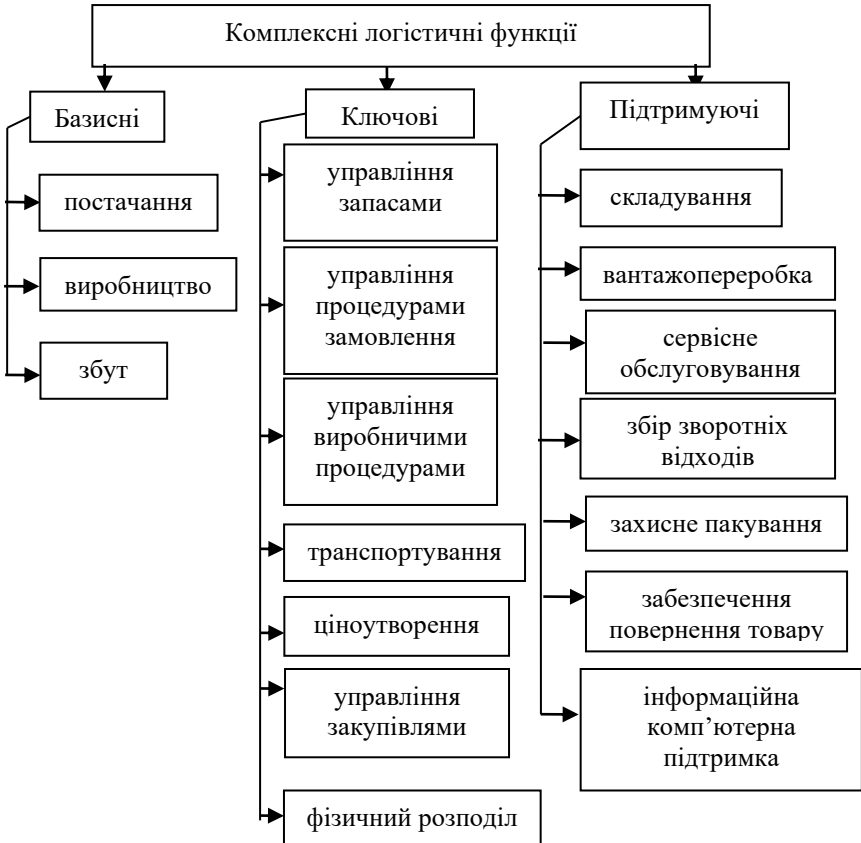 Комплексні логістичні функції
Базисні
постачання
виробництво
збут
Ключові
управління
запасами
управління
процедурами
замовлення
управління
виробничими
процедурами
транспортування
ціноутворення
управління
закупівлями
фізичний розподіл
Підтримуючі
складування
вантажопереробка
сервісне
обслуговування
збір зворотніх
відходів
захисне пакування
забезпечення
повернення товару
інформаційна
комп’ютерна
підтримка